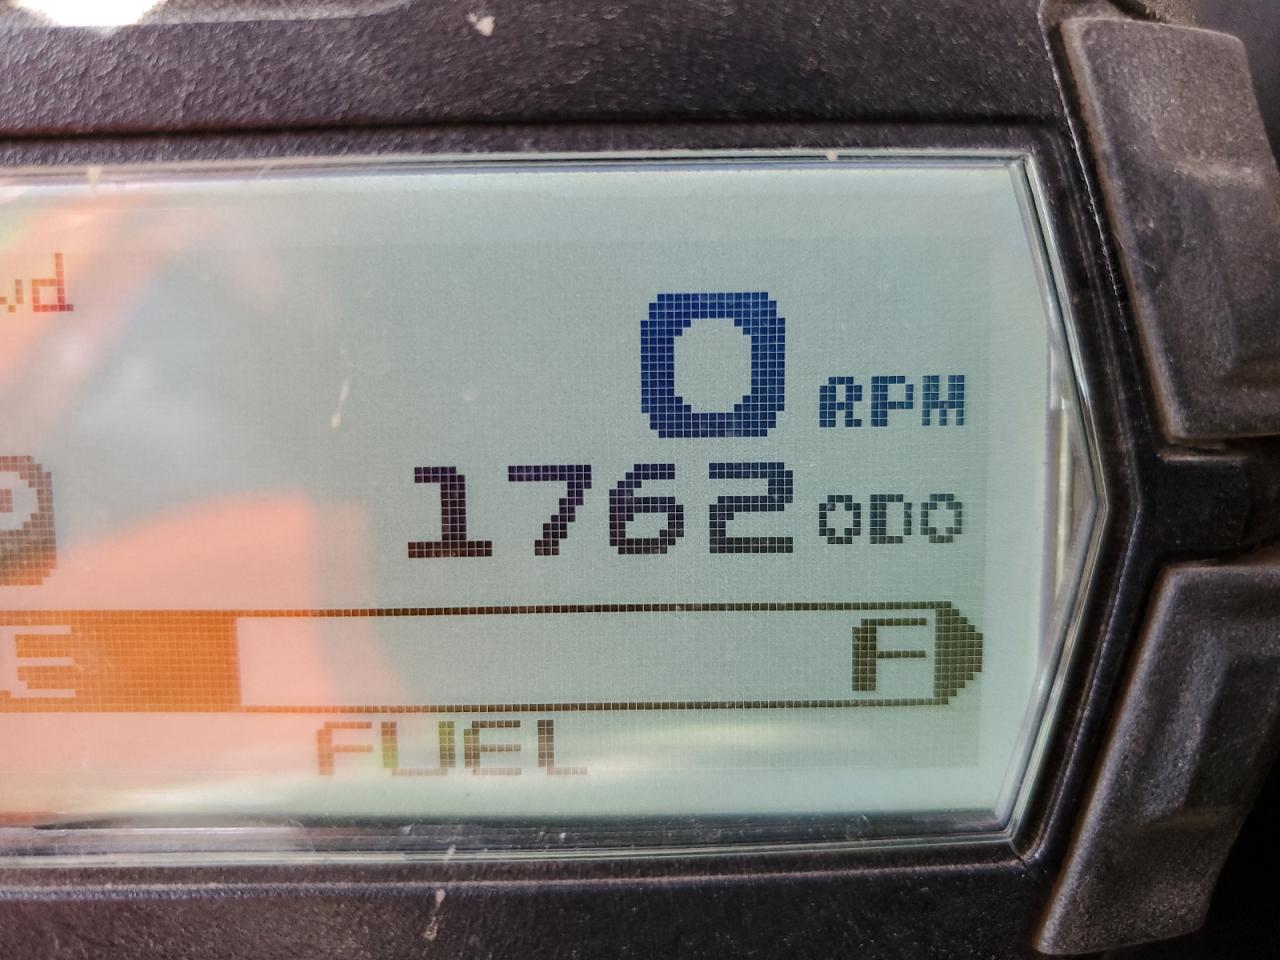 0 RPM
1762 ODO
E F
FUEL